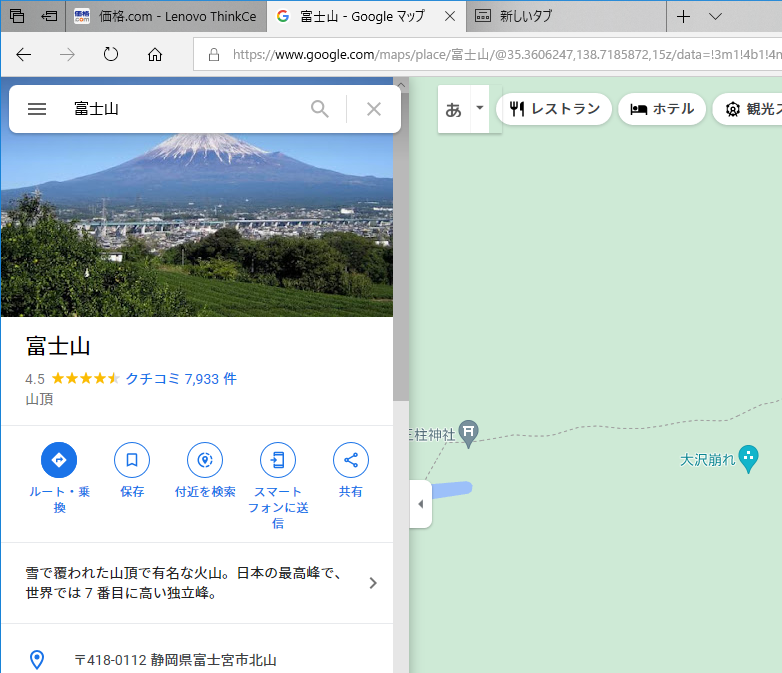 価格.com - Lenovo ThinkCe
富士山 - Google マップ
新しいタブ
https://www.google.com/maps/place/富士山/@35.3606247,138.7185872,15z/data=!3m1!4b1!4n
富士山
あ
レストラン
ホテル
観光ス
富士山
4.5
クチコミ 7,933 件
山頂
ルート・乗
換
保存
付近を検索
スマート
フォンに送
信
共有
三柱神社
大沢崩れ
雪で覆われた山頂で有名な火山。日本の最高峰で、
世界では 7 番目に高い独立峰。
〒418-0112 静岡県富士宮市北山